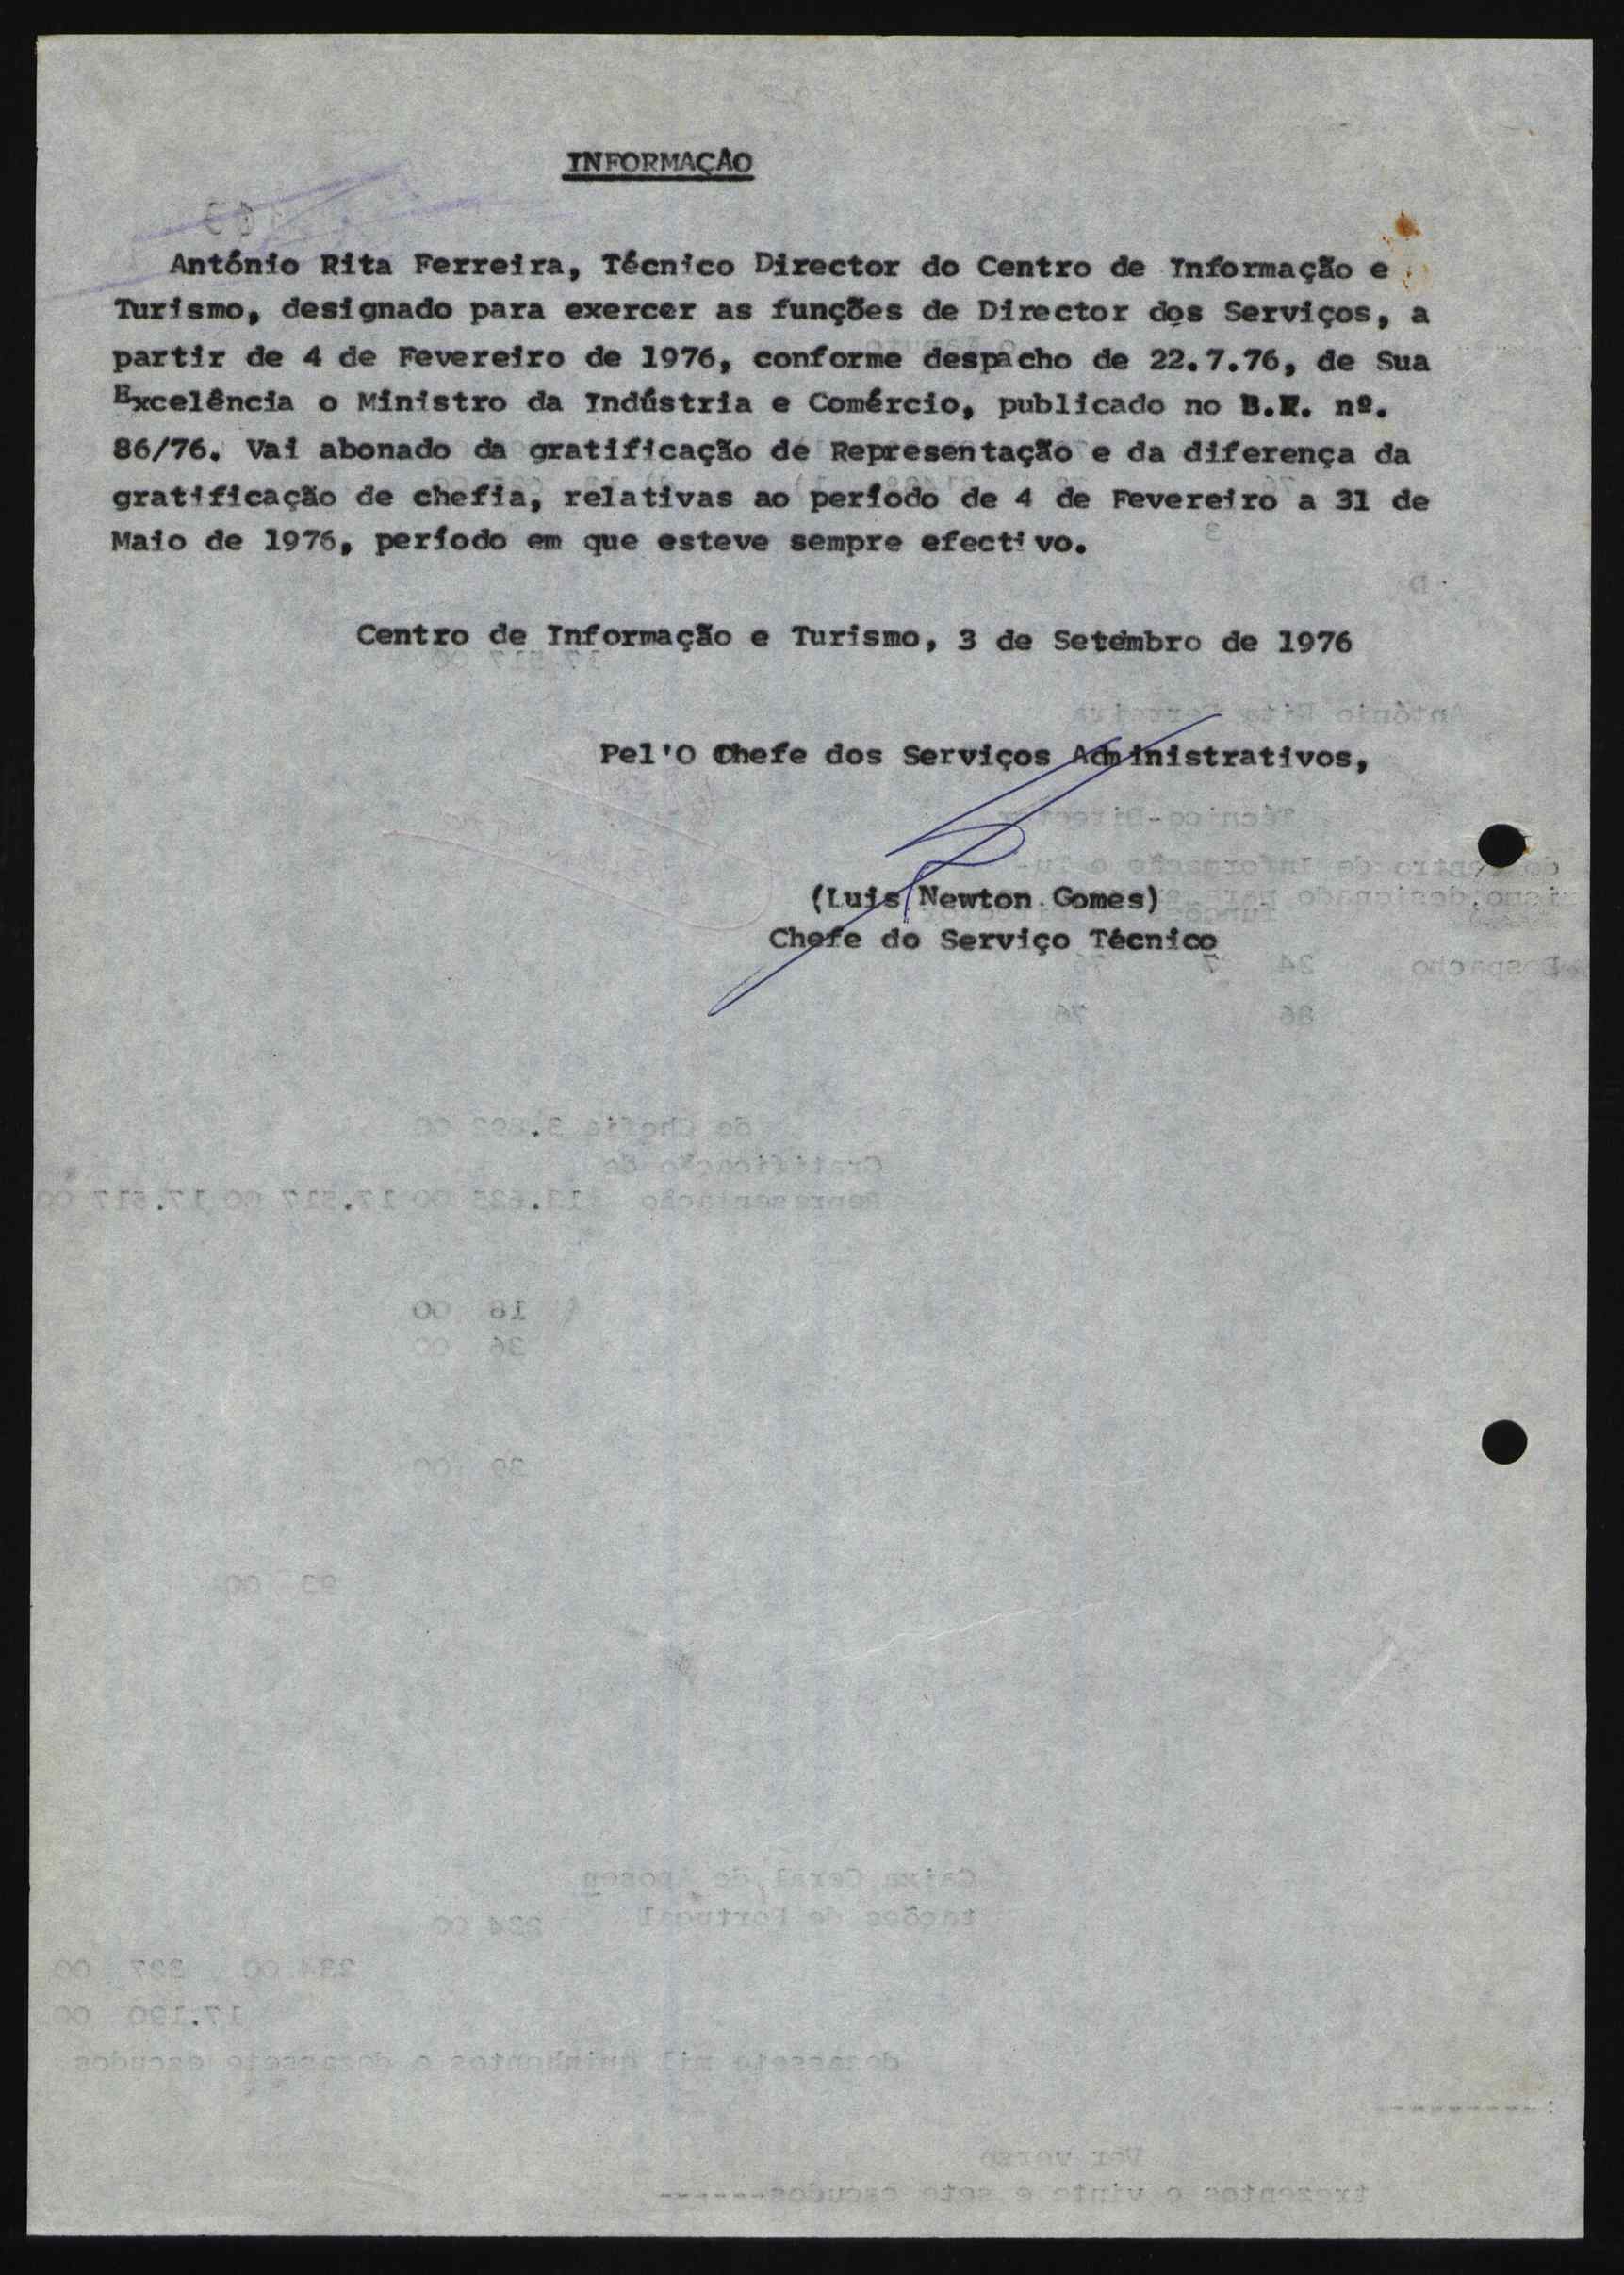 INFORMAÇÃO
António Rita Ferreira, Técnico Director do Centro de Informação e
Turismo, designado para exercer as funções de Director dos Serviços, a
partir de 4 de Fevereiro de 1976, conforme despacho de 22.7.76, de Sua
Excelência o Ministro da Indústria e Comércio, publicado no B.R. nº.
86/76. Vai abonado da gratificação de Representação e da diferença da
gratificação de chefia, relativas ao período de 4 de Fevereiro a 31 de
Maio de 1976, período em que esteve sempre efectivo.
Centro de Informação e Turismo, 3 de Setembro de 1976
Pel'O Chefe dos Serviços Administrativos,
(Luis Newton Gomes)
Chefe do Serviço Técnico